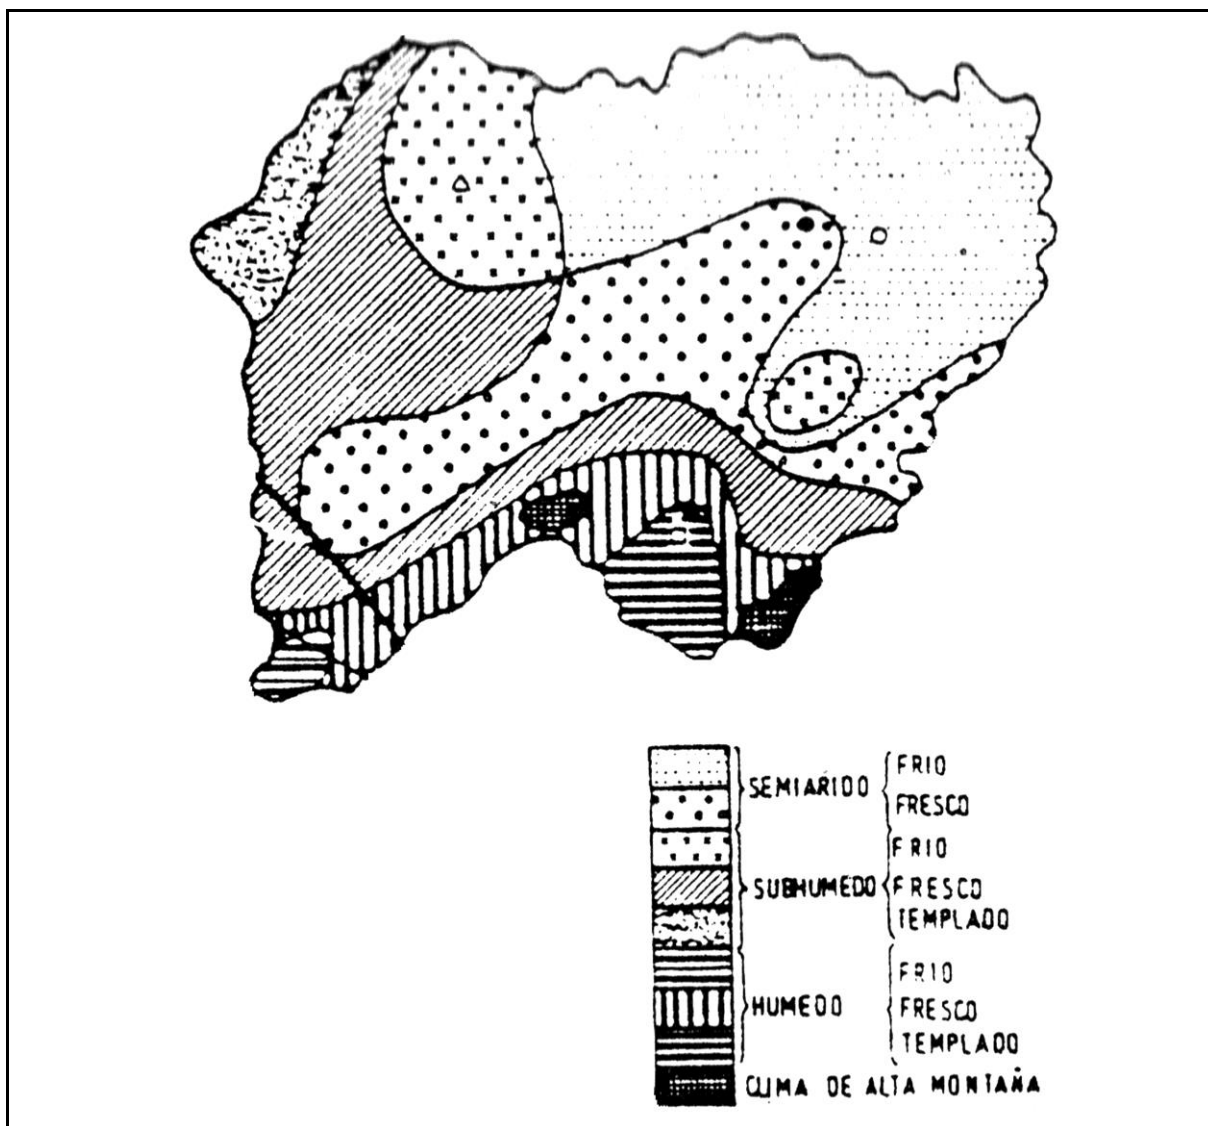 SEMIARIDO
FRIO
FRESCO
SUBHUMEDO
FRIO
FRESCO
TEMPLADO
HUMEDO
FRIO
FRESCO
TEMPLADO
CLIMA DE ALTA MONTAÑA